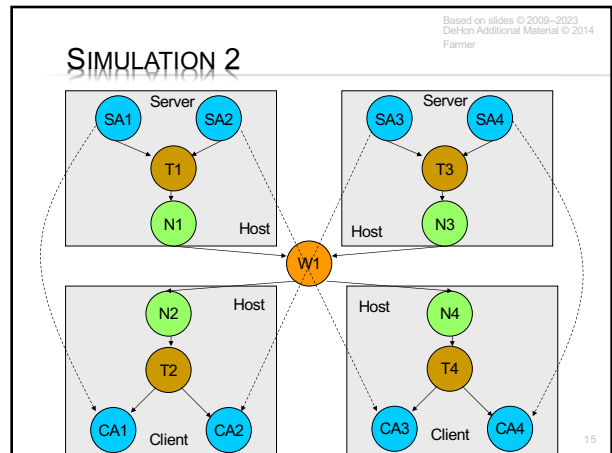 Based on slides © 2009--2023
DeHon Additional Material © 2014
Farmer
SIMULATION 2
Server
Server
SA1
SA2
SA3
SA4
T1
T3
N1
Host
Host
N3
W1
N2
Host
Host
N4
T2
T4
CA1
Client
CA2
CA3
Client
CA4
15